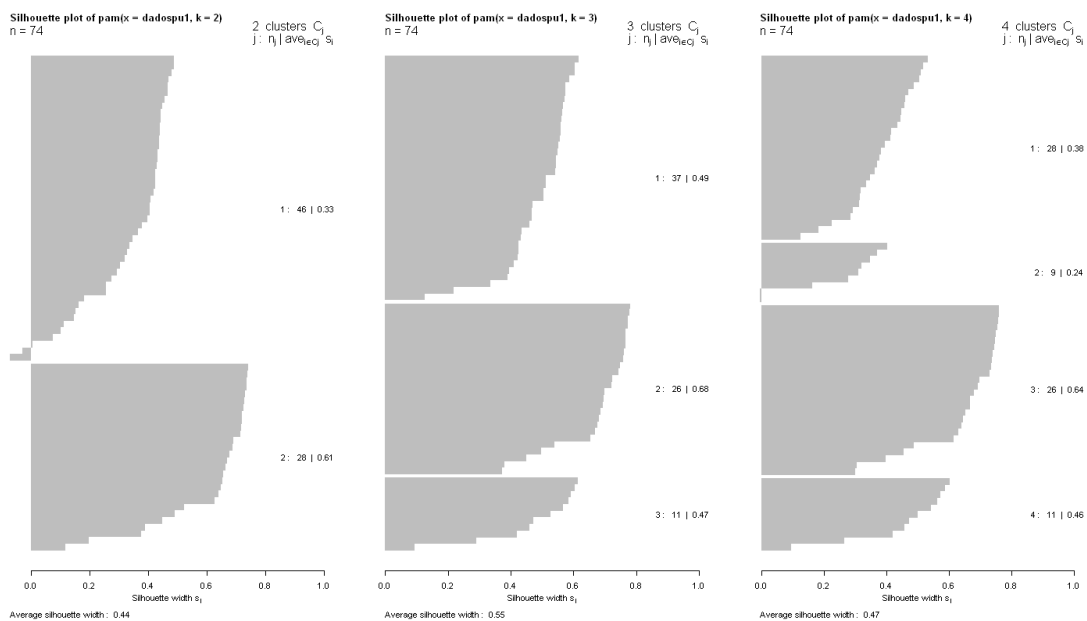 Silhouette plot of pam(x = dadospu1, k = 2)
n = 74
2 clusters Cj
j : nj | avei∈Cj si
1 : 46 | 0.33
2 : 28 | 0.61
0.0 0.2 0.4 0.6 0.8 1.0
Silhouette width si
Average silhouette width : 0.44
Silhouette plot of pam(x = dadospu1, k = 3)
n = 74
3 clusters Cj
j : nj | avei∈Cj si
1 : 37 | 0.49
2 : 26 | 0.68
3 : 11 | 0.47
0.0 0.2 0.4 0.6 0.8 1.0
Silhouette width si
Average silhouette width : 0.55
Silhouette plot of pam(x = dadospu1, k = 4)
n = 74
4 clusters Cj
j : nj | avei∈Cj si
1 : 28 | 0.38
2 : 9 | 0.24
3 : 26 | 0.64
4 : 11 | 0.46
0.0 0.2 0.4 0.6 0.8 1.0
Silhouette width si
Average silhouette width : 0.47